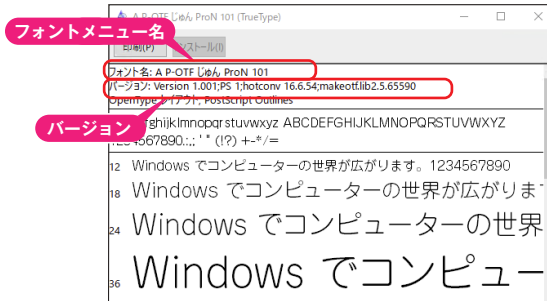 A P-OTF じゅん ProN 101 (TrueType)
フォントメニュー名
印刷(P)
ンストール(I)
フォント名: A P-OTF じゅん ProN 101
バージョン: Version 1.001;PS 1;hotconv 16.6.54;makeotf.lib2.5.65590
OpenType レイアウト, PostScript Outlines
バージョン
fghijklmnopqrstuvwxyz ABCDEFGHIJKLMNOPQRSTUVWXYZ
567890.:,; ' " (!?) +-*/=
12 Windows でコンピューターの世界が広がります。1234567890
18 Windows でコンピューターの世界が広がりま
24 Windows でコンピューターの世界
36 Windows でコンピュー